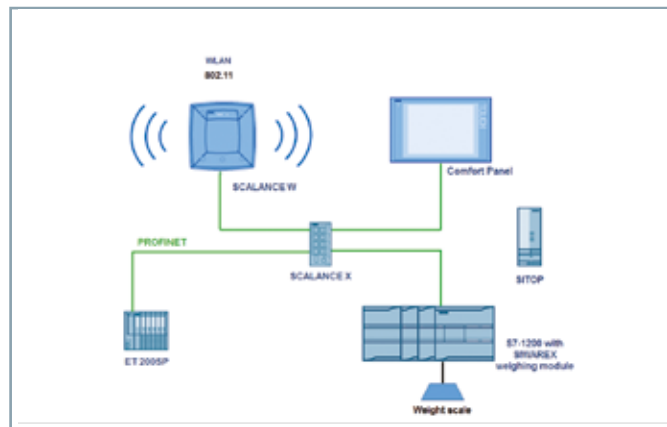 WLAN
802.11
SCALANCE W
Comfort Panel
PROFINET
SCALANCE X
SITOP
ET 200SP
S7-1200 with
SIWAREX
weighing module
Weight scale